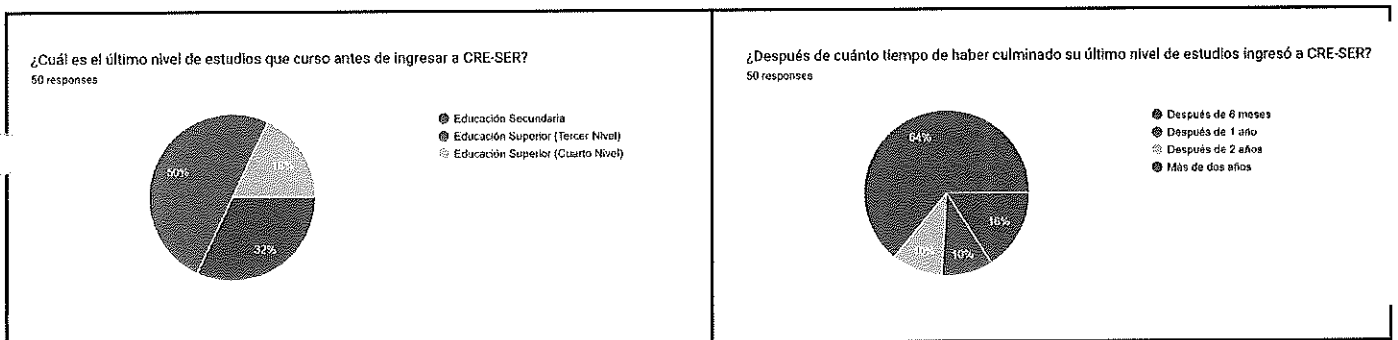 ¿Cuál es el último nivel de estudios que curso antes de ingresar a CRE-SER?
50 responses
Educación Secundaria
Educación Superior (Tercer Nivel)
Educación Superior (Cuarto Nivel)
50%
18%
32%
¿Después de cuánto tiempo de haber culminado su último nivel de estudios ingresó a CRE-SER?
50 responses
Después de 6 meses
Después de 1 año
Después de 2 años
Más de dos años
64%
16%
10%
10%